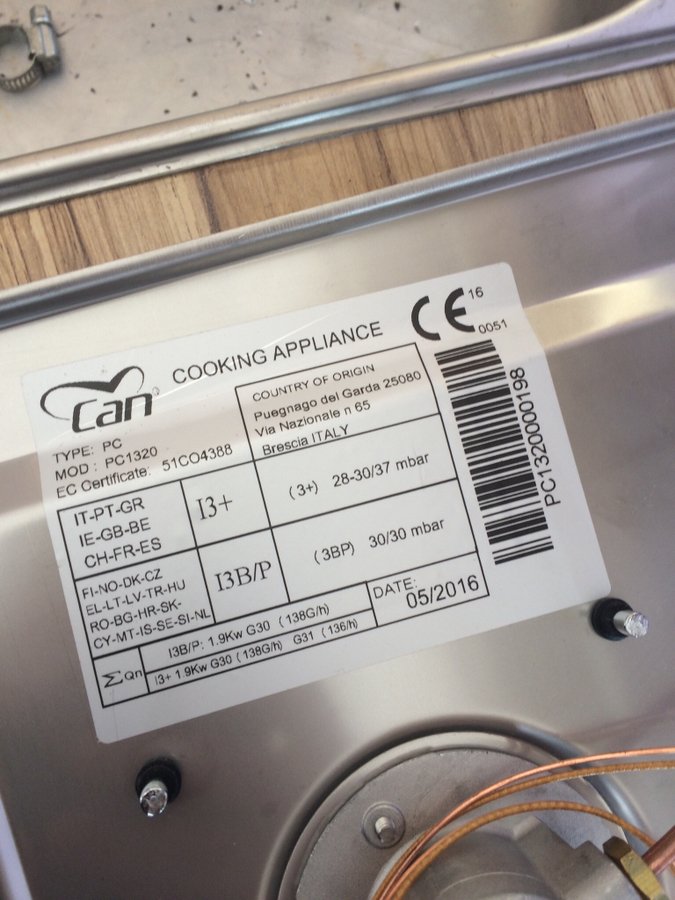 Can
COOKING APPLIANCE
CE 16
0051
TYPE: PC
MOD : PC1320
EC Certificate: 51CO4388
COUNTRY OF ORIGIN
Puegnago del Garda 25080
Via Nazionale n 65
Brescia ITALY
PC1320000198
IT-PT-GR
IE-GB-BE
CH-FR-ES
I3+
(3+) 28-30/37 mbar
FI-NO-DK-CZ
EL-LT-LV-TR-HU
RO-BG-HR-SK-
CY-MT-IS-SE-SI-NL
I3B/P
(3BP) 30/30 mbar
ΣQn
I3B/P: 1.9Kw G30 (138G/h)
I3+ 1.9Kw G30 (138G/h) G31 (136/h)
DATE:
05/2016